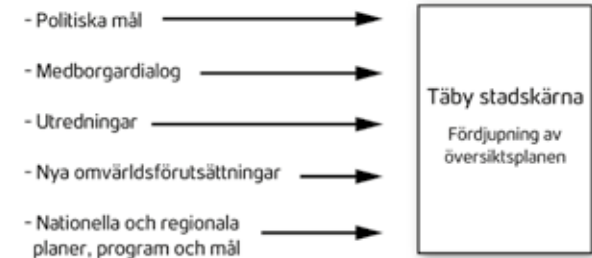 - Politiska mål
- Medborgardialog
- Utredningar
- Nya omvärldsförutsättningar
- Nationella och regionala
planer, program och mål
Täby stadskärna
Fördjupning av
översiktsplanen